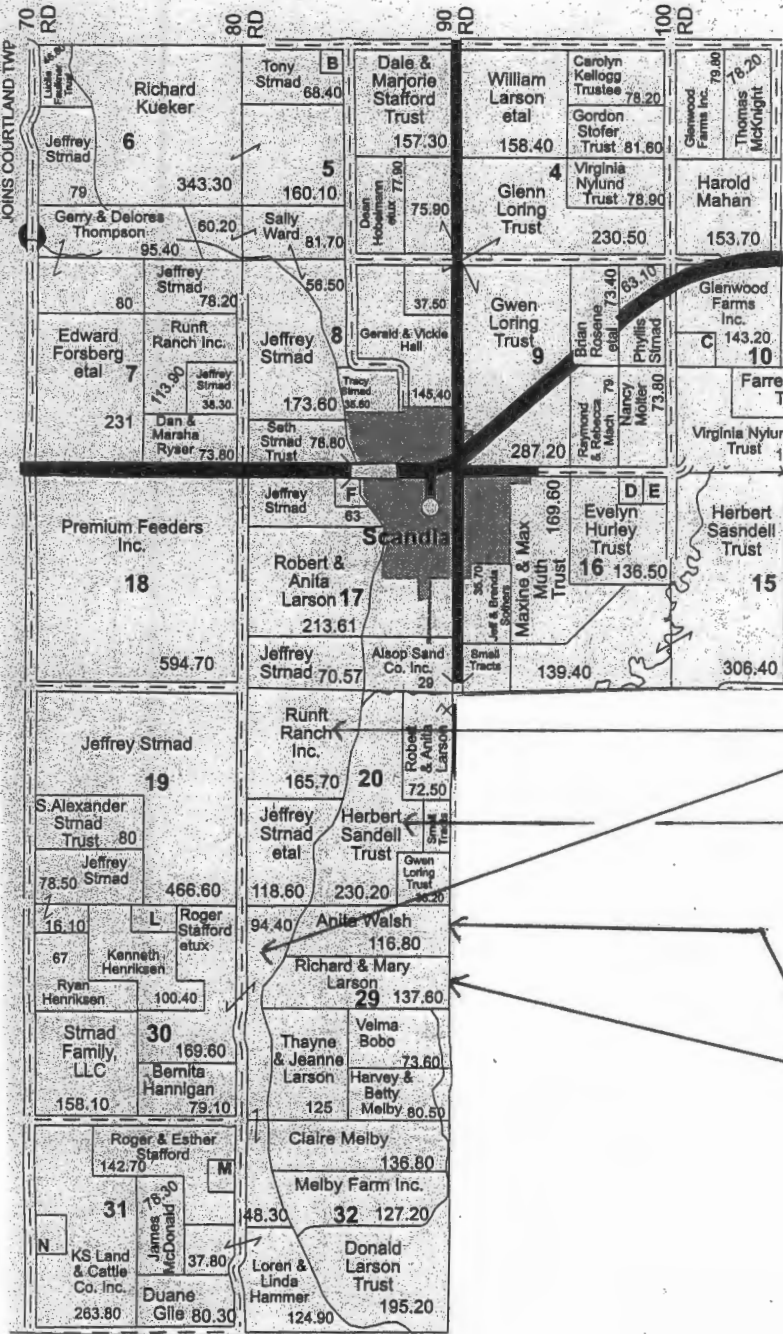 70 RD
80 RD
90 RD
100 RD
JOINS COURTLAND TWP
Trust
Richard
Kueker
6
343.30
Jeffrey
Strnad
79
Tony
Strnad
68.40
B
5
160.10
Dale &
Marjorie
Stafford
Trust
157.30
William
Larson
etal
158.40
Carolyn
Kellogg
Trustee
78.20
Gordon
Stofer
Trust 81.60
Glenwood
Farms Inc.
79.80
Thomas
McKnight
78.20
Gerry & Delores
Thompson
95.40
60.20
Sally
Ward
81.70
56.50
etux
77.90
75.90
4
Glenn
Loring
Trust
230.50
Virginia
Nylund
Trust 78.90
Harold
Mahan
153.70
80
Jeffrey
Strnad
78.20
Edward
Forsberg
etal
7
231
Runft
Ranch Inc.
113.90
Jeffrey
Strnad
38.30
Dan &
Marsha
Ryser
73.80
Jeffrey
Strnad
173.60
8
37.50
Gerald & Vickie
Hall
145.40
Tracy
Strnad
35.60
Seth
Strnad
Trust
76.80
Gwen
Loring
Trust
9
287.20
Brian
Rosene
etal
73.40
63.10
Phyllis
Strnad
Raymond
& Rebecca
Mach
79
Nancy
Moller
73.80
Glenwood
Farms
Inc.
143.20
C
10
Farre
T
Virginia Nylun
Trust
1
Premium Feeders
Inc.
18
594.70
Jeffrey
Strnad
F
63
Scandia
Robert &
Anita
Larson
17
213.61
Jeffrey
Strnad
70.57
Alsop Sand
Co. Inc.
29
35.70
Jeff & Brenda
Sothers
Maxine & Max
Muth
Trust
169.60
D
E
Evelyn
Hurley
Trust
16
136.50
Small
Tracts
139.40
Herbert
Sasndell
Trust
15
306.40
Jeffrey Strnad
19
466.60
S.Alexander
Strnad
Trust
80
Jeffrey
Strnad
78.50
Runft
Ranch
Inc.
165.70
20
Robert
& Anita
Larson
72.50
Jeffrey
Strnad
etal
118.60
Herbert
Sandell
Trust
230.20
Small
Tracts
Gwen
Loring
Trust
16.10
L
Roger
Stafford
etux
67
Ryan
Henriksen
Kenneth
Henriksen
100.40
94.40
Anita Walsh
116.80
Richard & Mary
Larson
29
137.60
Strnad
Family,
LLC
158.10
30
169.60
Bernita
Hannigan
79.10
Thayne
& Jeanne
Larson
125
Velma
Bobo
73.60
Harvey &
Betty
Melby
80.50
Roger & Esther
Stafford
142.70
M
Claire Melby
136.80
31
James
McDonald
78.30
N
KS Land
& Cattle
Co. Inc.
263.80
37.80
Duane
Gile
80.30
48.30
Melby Farm Inc.
32
127.20
Loren &
Linda
Hammer
124.90
Donald
Larson
Trust
195.20